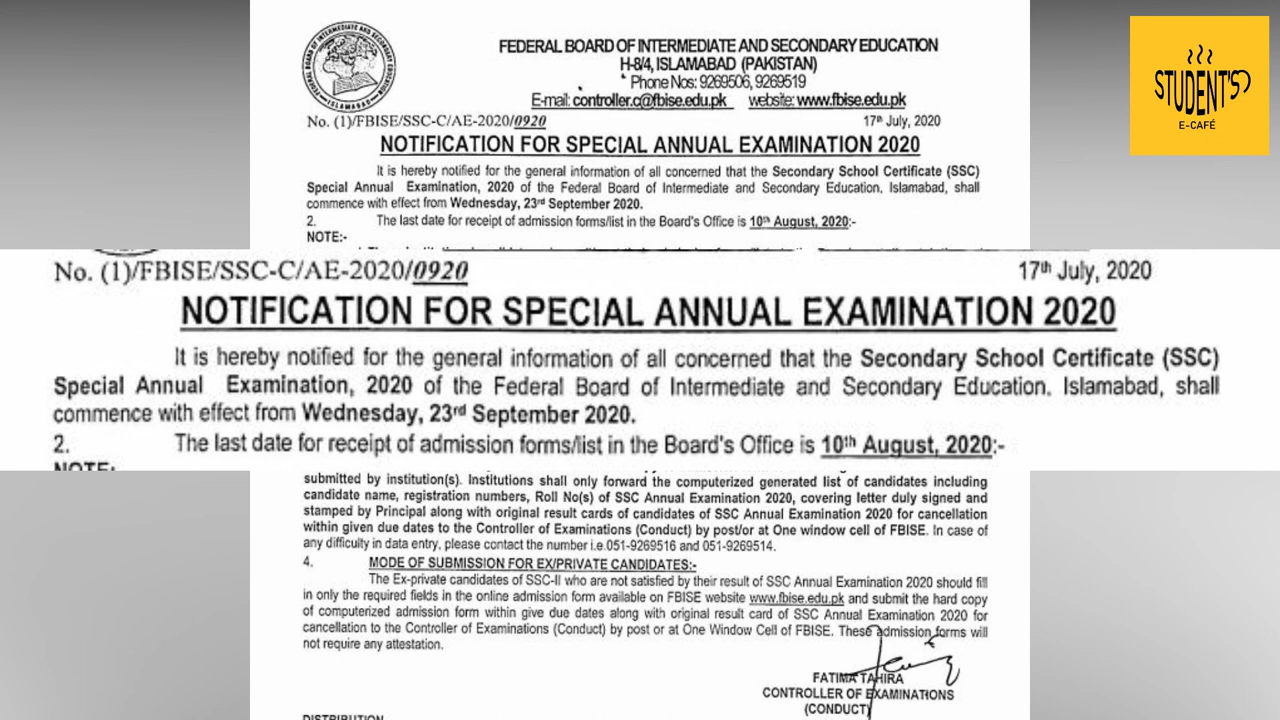 FEDERAL BOARD OF INTERMEDIATE AND SECONDARY EDUCATION
H-8/4, ISLAMABAD (PAKISTAN)
Phone Nos: 9269506, 9269519
E-mail: controller.c@fbise.edu.pk website: www.fbise.edu.pk
FEDERAL BOARD OF INTERMEDIATE AND SECONDARY EDUCATION
ISLAMABAD
STUDENT'S
E-CAFÉ
No. (1)/FBISE/SSC-C/AE-2020/0920 17th July, 2020
NOTIFICATION FOR SPECIAL ANNUAL EXAMINATION 2020
It is hereby notified for the general information of all concerned that the Secondary School Certificate (SSC)
Special Annual Examination, 2020 of the Federal Board of Intermediate and Secondary Education. Islamabad, shall
commence with effect from Wednesday, 23rd September 2020.
2. The last date for receipt of admission forms/list in the Board's Office is 10th August, 2020:-
NOTE:-
No. (1)/FBISE/SSC-C/AE-2020/0920 17th July, 2020
NOTIFICATION FOR SPECIAL ANNUAL EXAMINATION 2020
It is hereby notified for the general information of all concerned that the Secondary School Certificate (SSC)
Special Annual Examination, 2020 of the Federal Board of Intermediate and Secondary Education. Islamabad, shall
commence with effect from Wednesday, 23rd September 2020.
2. The last date for receipt of admission forms/list in the Board's Office is 10th August, 2020:-
NOTE:
submitted by institution(s). Institutions shall only forward the computerized generated list of candidates including
candidate name, registration numbers, Roll No(s) of SSC Annual Examination 2020, covering letter duly signed and
stamped by Principal along with original result cards of candidates of SSC Annual Examination 2020 for cancellation
within given due dates to the Controller of Examinations (Conduct) by post/or at One window cell of FBISE. In case of
any difficulty in data entry, please contact the number i.e.051-9269516 and 051-9269514.
4. MODE OF SUBMISSION FOR EX/PRIVATE CANDIDATES:-
The Ex-private candidates of SSC-II who are not satisfied by their result of SSC Annual Examination 2020 should fill
in only the required fields in the online admission form available on FBISE website www.fbise.edu.pk and submit the hard copy
of computerized admission form within give due dates along with original result card of SSC Annual Examination 2020 for
cancellation to the Controller of Examinations (Conduct) by post or at One Window Cell of FBISE. These admission forms will
not require any attestation.
FATIMA TAHIRA
CONTROLLER OF EXAMINATIONS
(CONDUCT)
DISTRIBUTION